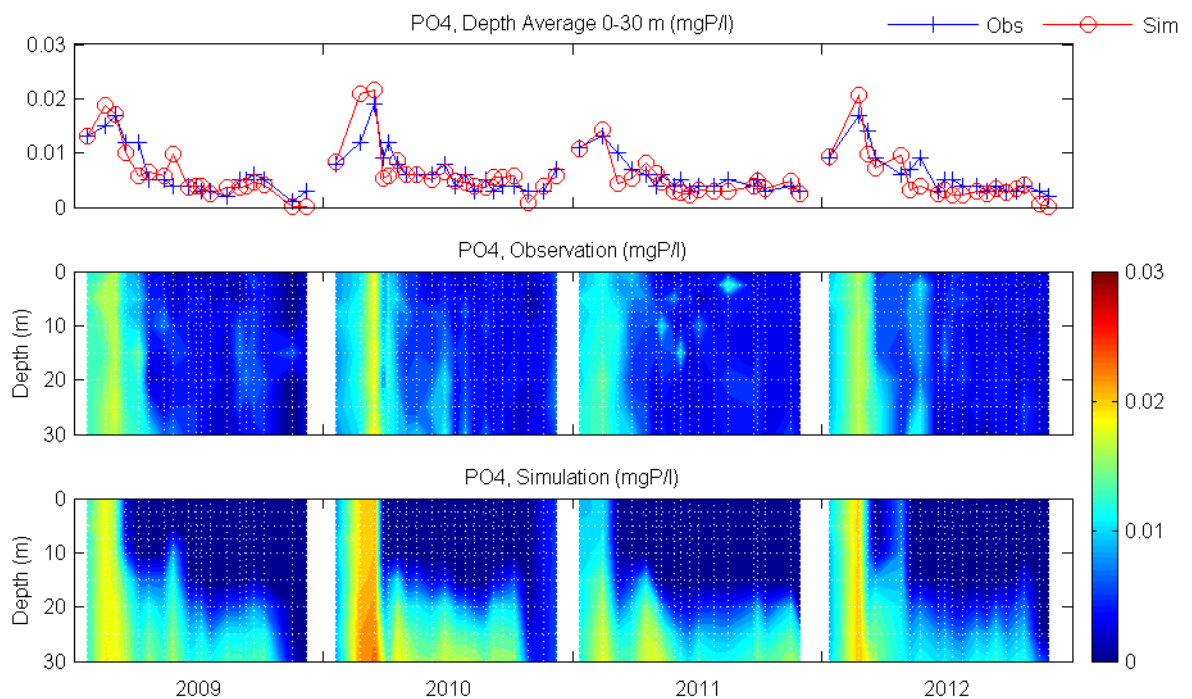 PO4, Depth Average 0-30 m (mgP/l)
Obs
Sim
0.03
0.02
0.01
0
PO4, Observation (mgP/l)
Depth (m)
0
10
20
30
PO4, Simulation (mgP/l)
Depth (m)
0
10
20
30
0.03
0.02
0.01
0
2009
2010
2011
2012